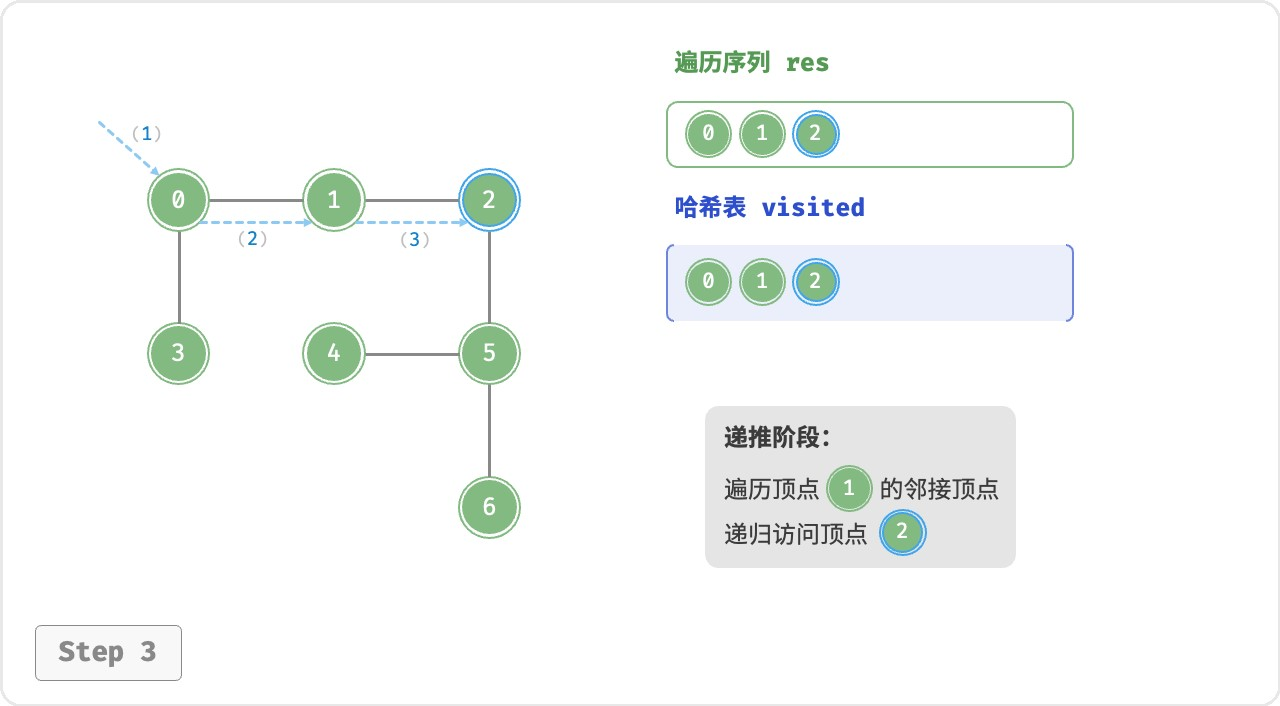 遍历序列 res
0 1 2
哈希表 visited
0 1 2
(1)
0 1 2
(2) (3)
3 4 5
6
递推阶段：
遍历顶点 1 的邻接顶点
递归访问顶点 2
Step 3